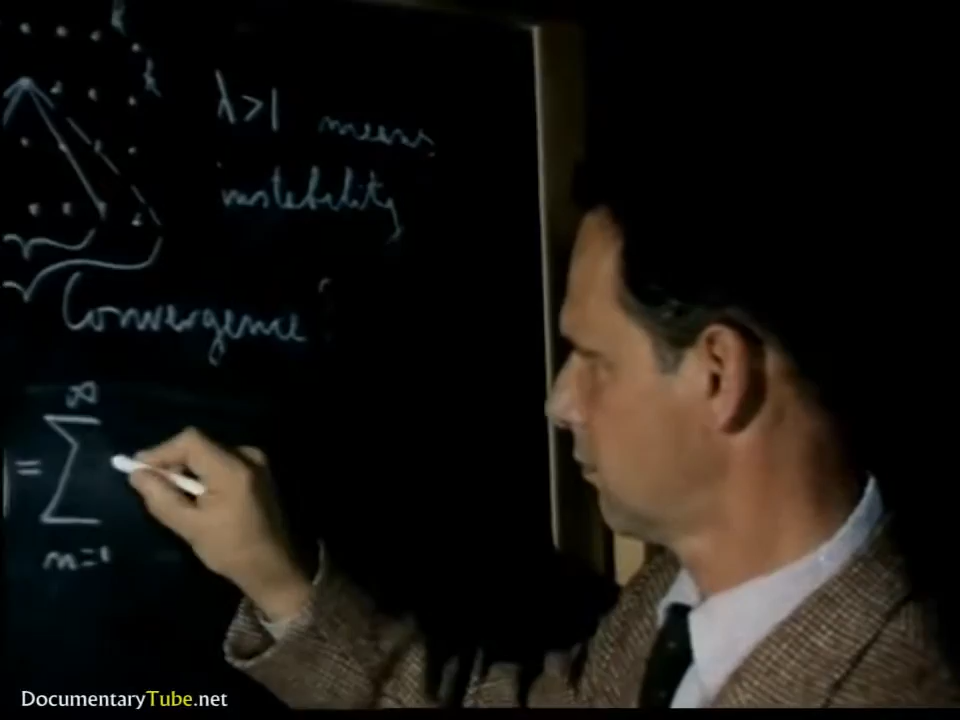 λ>1 means
instability
Convergence
= ∑
∞
n=1
DocumentaryTube.net